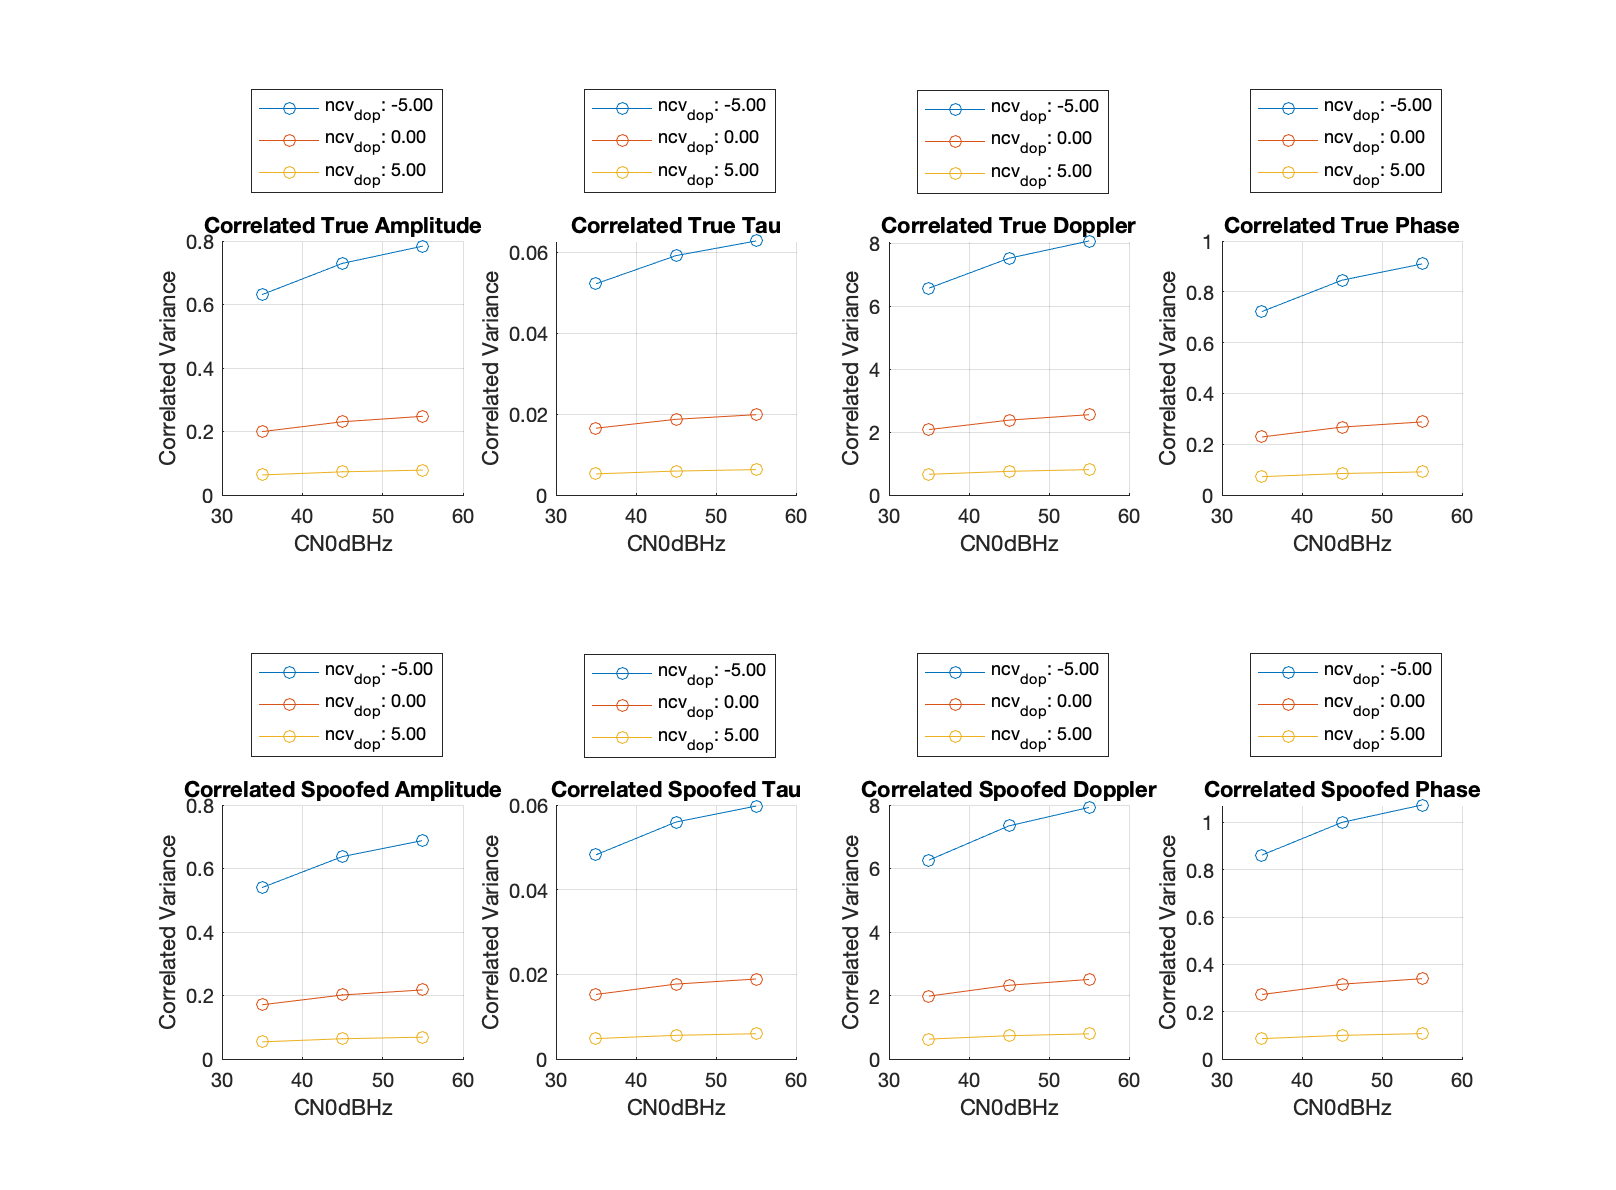 ncv_dop: -5.00
ncv_dop: 0.00
ncv_dop: 5.00
ncv_dop: -5.00
ncv_dop: 0.00
ncv_dop: 5.00
ncv_dop: -5.00
ncv_dop: 0.00
ncv_dop: 5.00
ncv_dop: -5.00
ncv_dop: 0.00
ncv_dop: 5.00
Correlated True Amplitude
Correlated Variance
0.8
0.6
0.4
0.2
0
30 40 50 60
CN0dBHz
Correlated True Tau
Correlated Variance
0.06
0.04
0.02
0
30 40 50 60
CN0dBHz
Correlated True Doppler
Correlated Variance
8
6
4
2
0
30 40 50 60
CN0dBHz
Correlated True Phase
Correlated Variance
1
0.8
0.6
0.4
0.2
0
30 40 50 60
CN0dBHz
ncv_dop: -5.00
ncv_dop: 0.00
ncv_dop: 5.00
ncv_dop: -5.00
ncv_dop: 0.00
ncv_dop: 5.00
ncv_dop: -5.00
ncv_dop: 0.00
ncv_dop: 5.00
ncv_dop: -5.00
ncv_dop: 0.00
ncv_dop: 5.00
Correlated Spoofed Amplitude
Correlated Variance
0.8
0.6
0.4
0.2
0
30 40 50 60
CN0dBHz
Correlated Spoofed Tau
Correlated Variance
0.06
0.04
0.02
0
30 40 50 60
CN0dBHz
Correlated Spoofed Doppler
Correlated Variance
8
6
4
2
0
30 40 50 60
CN0dBHz
Correlated Spoofed Phase
Correlated Variance
1
0.8
0.6
0.4
0.2
0
30 40 50 60
CN0dBHz